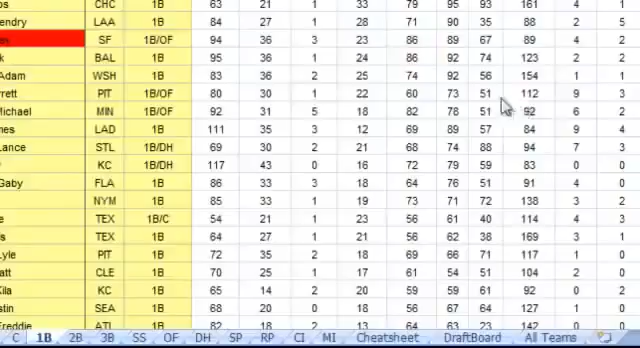 CHC 1B 63 21 1 33 79 95 93 161 4 1
endry LAA 1B 84 27 1 28 71 90 35 88 2 5
SF 1B/OF 94 36 3 23 86 89 67 89 4 2
k BAL 1B 95 36 1 24 86 92 74 123 2 2
Adam WSH 1B 83 36 2 25 74 92 56 154 1 1
rrett PIT 1B/OF 80 30 1 22 60 73 51 112 9 3
Michael MIN 1B/OF 92 31 5 18 82 78 51 92 6 2
nes LAD 1B 111 35 3 12 69 89 57 84 9 4
Lance STL 1B/DH 69 30 2 21 68 74 88 94 7 3
KC 1B/DH 117 43 0 16 72 79 59 83 0 0
Gaby FLA 1B 86 33 3 18 64 76 51 91 4 0
NYM 1B 85 33 1 19 73 71 72 138 3 2
e TEX 1B/C 54 21 1 23 56 61 40 114 4 3
s TEX 1B 64 27 1 21 56 62 38 169 3 1
Lyle PIT 1B 72 35 2 18 69 66 71 117 1 0
att CLE 1B 70 25 1 17 61 54 51 104 2 0
Kila KC 1B 65 14 2 20 59 59 61 92 0 2
stin SEA 1B 68 20 0 18 56 67 64 127 1 0
Freddie ATL 1B 82 18 2 13 64 63 23 142 0 0
C 1B 2B 3B SS OF DH SP RP CI MI Cheatsheet DraftBoard All Teams